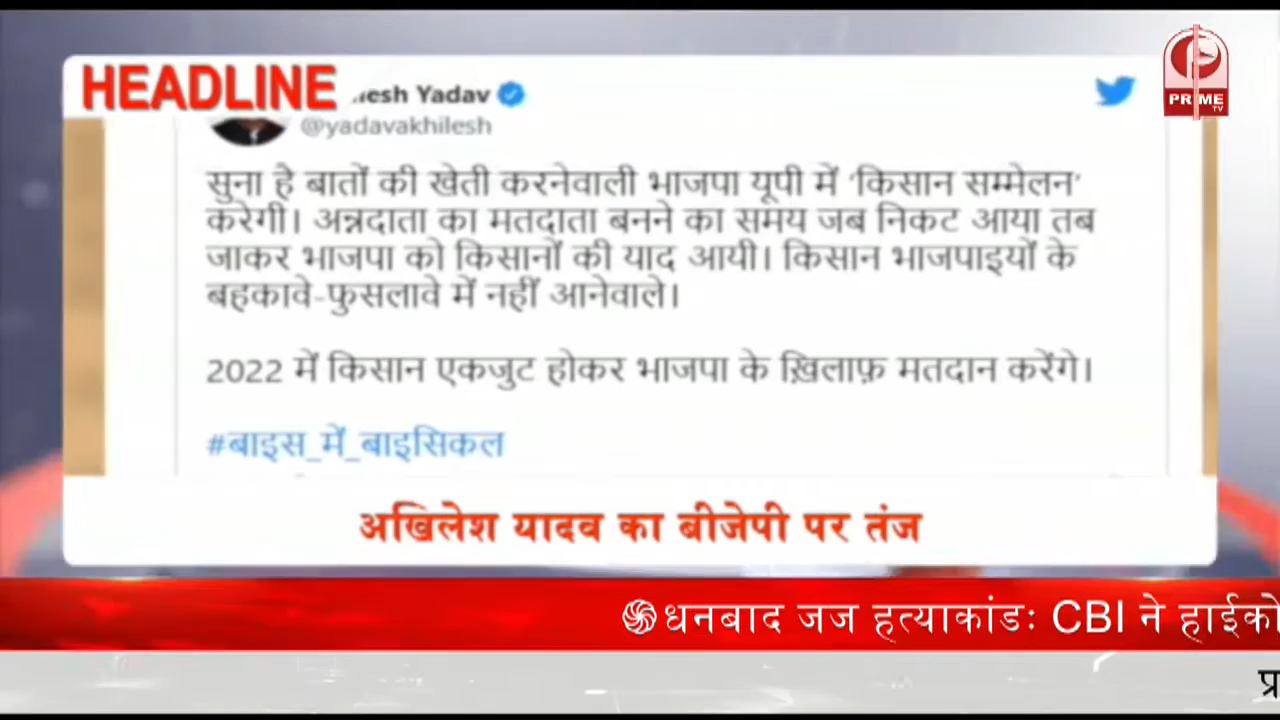 HEADLINE
esh Yadav
@yadavakhilesh
PRIME
TV
सुना है बातों की खेती करनेवाली भाजपा यूपी में 'किसान सम्मेलन'
करेगी। अन्नदाता का मतदाता बनने का समय जब निकट आया तब
जाकर भाजपा को किसानों की याद आयी। किसान भाजपाइयों के
बहकावे-फुसलावे में नहीं आनेवाले।
2022 में किसान एकजुट होकर भाजपा के ख़िलाफ़ मतदान करेंगे।
#बाइस_में_बाइसिकल
अखिलेश यादव का बीजेपी पर तंज
धनबाद जज हत्याकांडः CBI ने हाईको
प्र